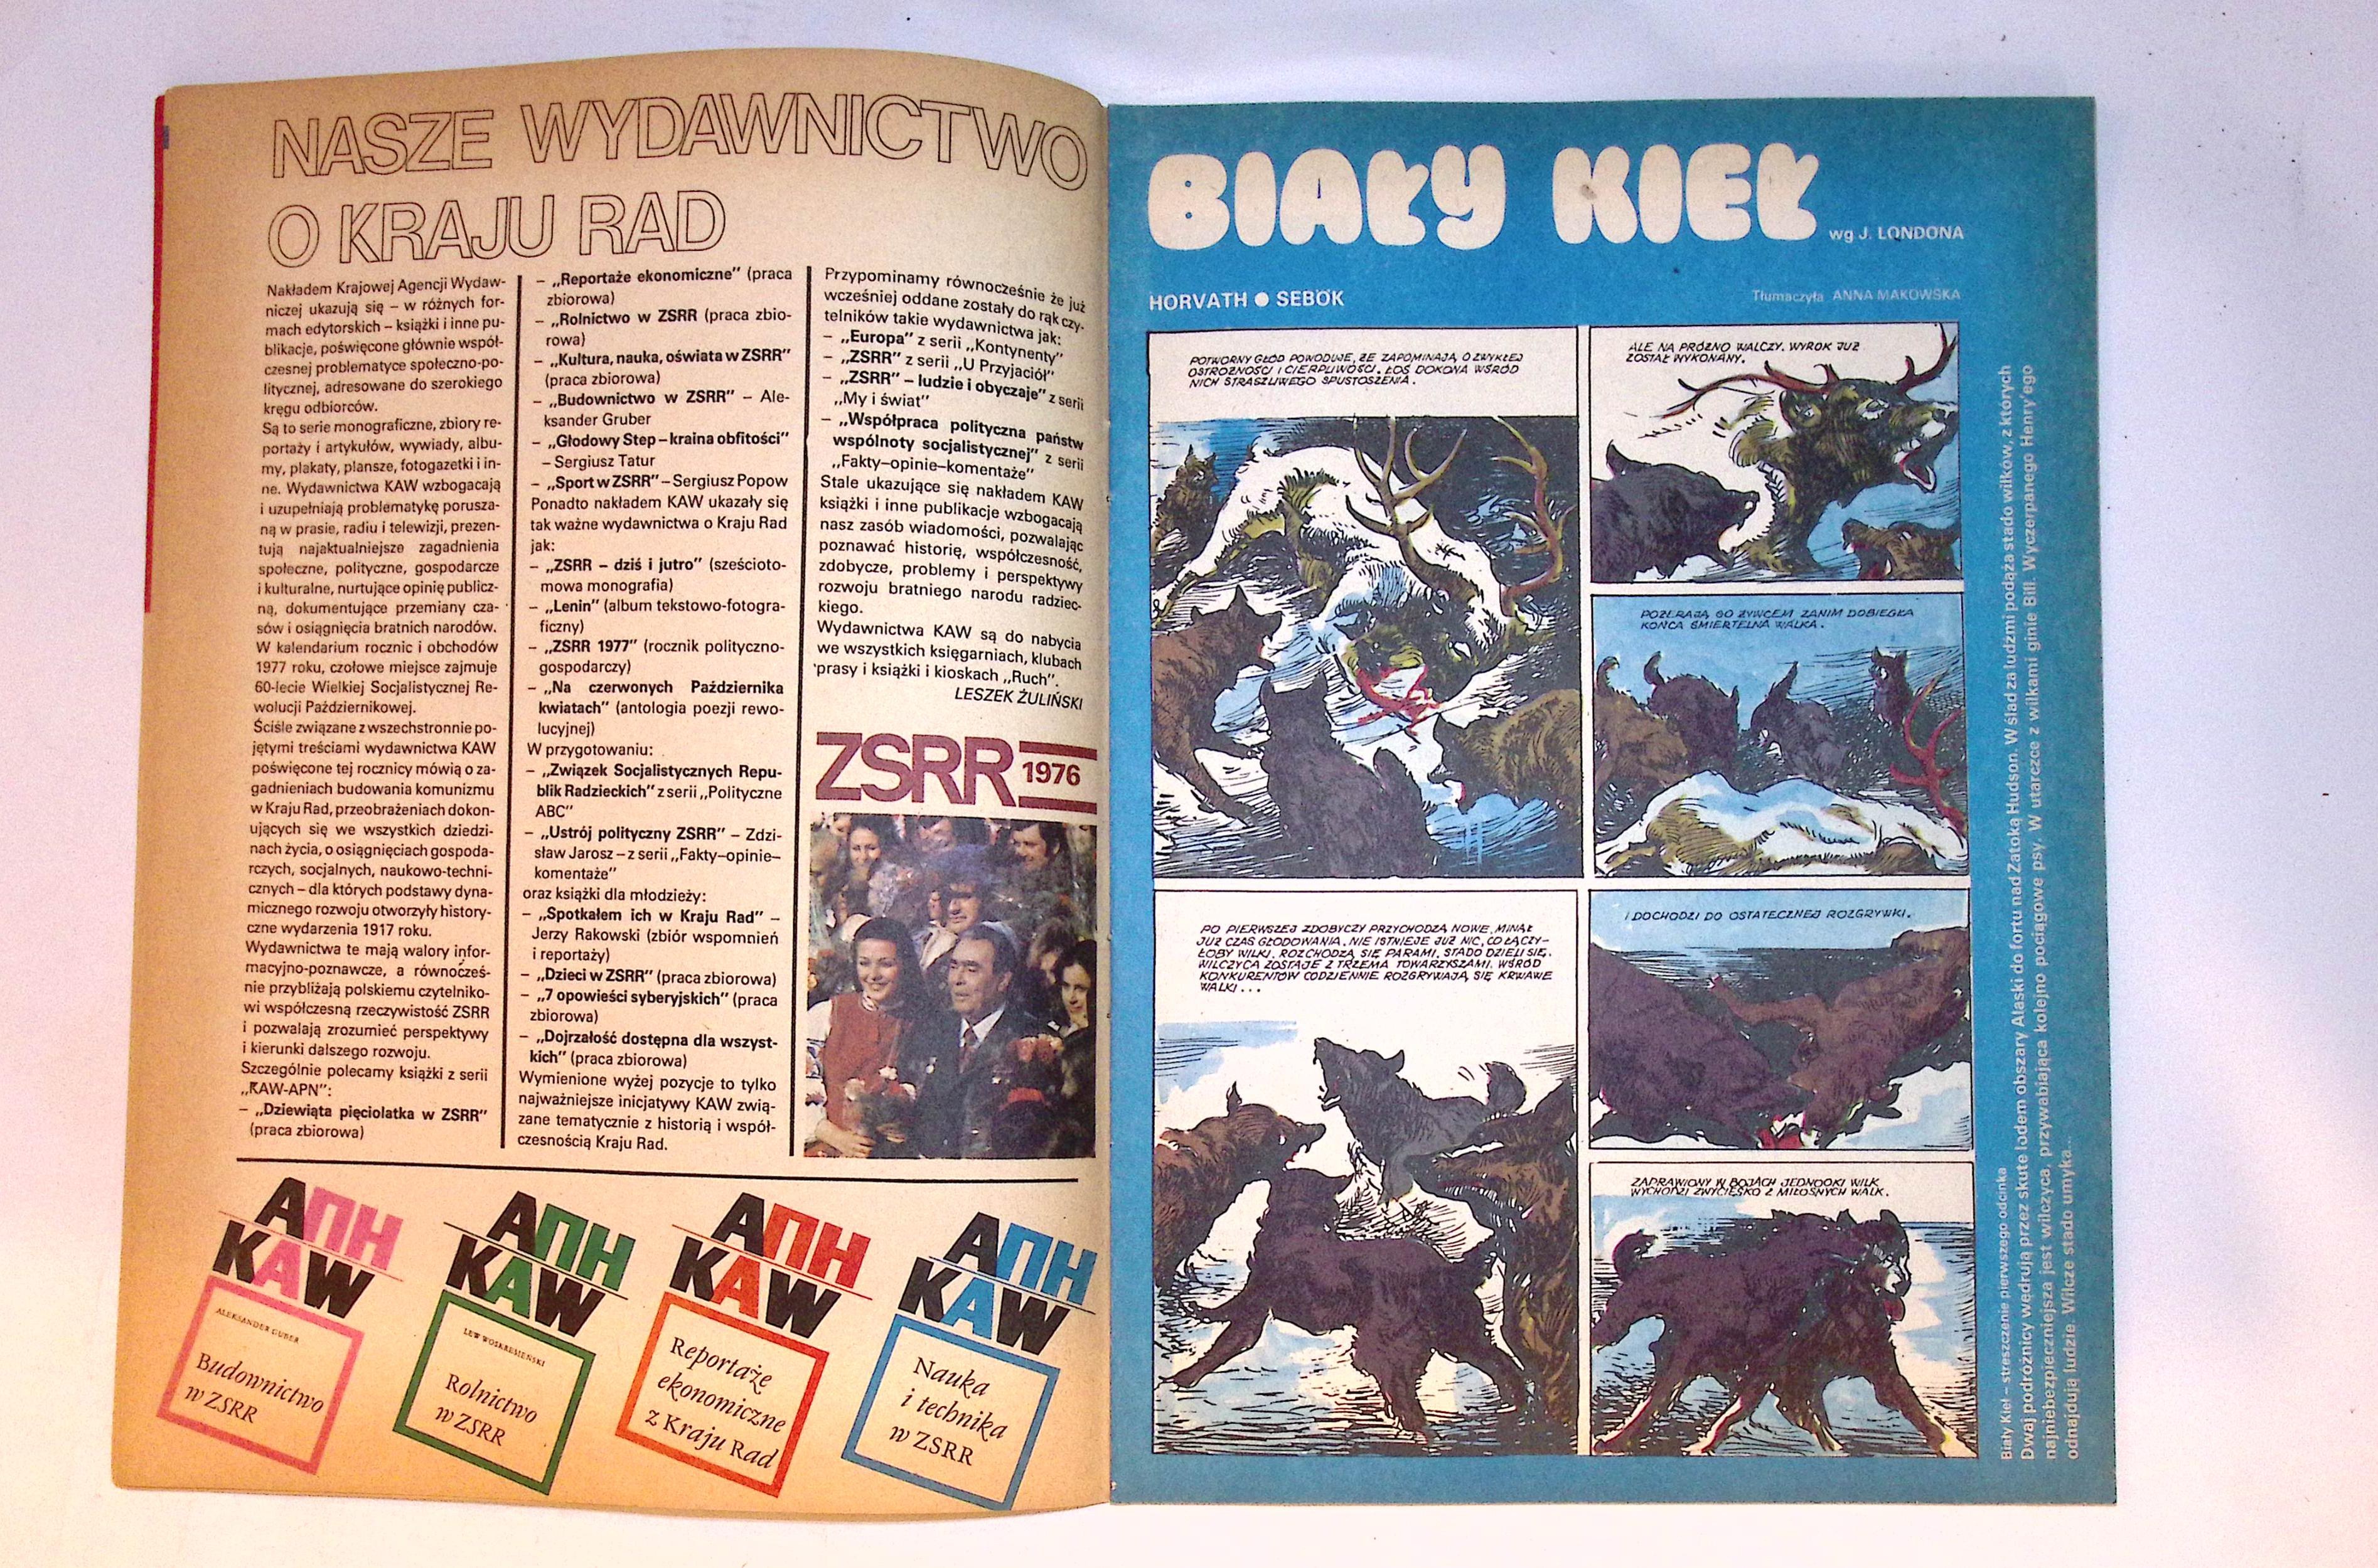 NASZE WYDAWNICTWO
O KRAJU RAD
Nakładem Krajowej Agencji Wydaw-
niczej ukazują się – w różnych for-
mach edytorskich – książki i inne pu-
blikacje, poświęcone głównie współ-
czesnej problematyce społeczno-po-
litycznej, adresowane do szerokiego
kręgu odbiorców.
Są to serie monograficzne, zbiory re-
portaży i artykułów, wywiady, albu-
my, plakaty, plansze, fotogazetki i in-
ne. Wydawnictwa KAW wzbogacają
i uzupełniają problematykę porusza-
ną w prasie, radiu i telewizji, prezen-
tują najaktualniejsze zagadnienia
społeczne, polityczne, gospodarcze
i kulturalne, nurtujące opinię publicz-
ną, dokumentujące przemiany cza-
sów i osiągnięcia bratnich narodów.
W kalendarium rocznic i obchodów
1977 roku, czołowe miejsce zajmuje
60-lecie Wielkiej Socjalistycznej Re-
wolucji Październikowej.
Ściśle związane z wszechstronnie po-
jętymi treściami wydawnictwa KAW
poświęcone tej rocznicy mówią o za-
gadnieniach budowania komunizmu
w Kraju Rad, przeobrażeniach dokon-
ujących się we wszystkich dziedzi-
nach życia, o osiągnięciach gospoda-
rczych, socjalnych, naukowo-techni-
cznych – dla których podstawy dyna-
micznego rozwoju otworzyły history-
czne wydarzenia 1917 roku.
Wydawnictwa te mają walory infor-
macyjno-poznawcze, a równocześ-
nie przybliżają polskiemu czytelniko-
wi współczesną rzeczywistość ZSRR
i pozwalają zrozumieć perspektywy
i kierunki dalszego rozwoju.
Szczególnie polecamy książki z serii
„KAW-APN":
– „Dziewiąta pięciolatka w ZSRR"
(praca zbiorowa)
– „Reportaże ekonomiczne" (praca
zbiorowa)
– „Rolnictwo w ZSRR (praca zbio-
rowa)
– „Kultura, nauka, oświata w ZSRR"
(praca zbiorowa)
– „Budownictwo w ZSRR" – Ale-
ksander Gruber
– „Głodowy Step – kraina obfitości"
– Sergiusz Tatur
– „Sport w ZSRR" – Sergiusz Popow
Ponadto nakładem KAW ukazały się
tak ważne wydawnictwa o Kraju Rad
jak:
– „ZSRR – dziś i jutro" (sześcioto-
mowa monografia)
– „Lenin" (album tekstowo-fotogra-
ficzny)
– „ZSRR 1977" (rocznik polityczno-
gospodarczy)
– „Na czerwonych Października
kwiatach" (antologia poezji rewo-
lucyjnej)
W przygotowaniu:
– „Związek Socjalistycznych Repu-
blik Radzieckich" z serii „Polityczne
ABC"
– „Ustrój polityczny ZSRR" – Zdzi-
sław Jarosz – z serii „Fakty–opinie–
komentaże"
oraz książki dla młodzieży:
– „Spotkałem ich w Kraju Rad" –
Jerzy Rakowski (zbiór wspomnień
i reportaży)
– „Dzieci w ZSRR" (praca zbiorowa)
– „7 opowieści syberyjskich" (praca
zbiorowa)
– „Dojrzałość dostępna dla wszyst-
kich" (praca zbiorowa)
Wymienione wyżej pozycje to tylko
najważniejsze inicjatywy KAW zwią-
zane tematycznie z historią i współ-
czesnością Kraju Rad.
Przypominamy równocześnie że już
wcześniej oddane zostały do rąk czy-
telników takie wydawnictwa jak:
– „Europa" z serii „Kontynenty"
– „ZSRR" z serii „U Przyjaciół"
– „ZSRR" – ludzie i obyczaje" z serii
„My i świat"
– „Współpraca polityczna państw
wspólnoty socjalistycznej" z serii
„Fakty–opinie–komentaże"
Stale ukazujące się nakładem KAW
książki i inne publikacje wzbogacają
nasz zasób wiadomości, pozwalając
poznawać historię, współczesność,
zdobycze, problemy i perspektywy
rozwoju bratniego narodu radziec-
kiego.
Wydawnictwa KAW są do nabycia
we wszystkich księgarniach, klubach
prasy i książki i kioskach „Ruch".
LESZEK ŻULIŃSKI
ZSRR 1976
АПН
KAW
ALEKSANDER GUBER
Budownictwo
w ZSRR
АПН
KAW
LEW WOSKRESIEŃSKI
Rolnictwo
w ZSRR
АПН
KAW
Reportaże
ekonomiczne
z Kraju Rad
АПН
KAW
Nauka
i technika
w ZSRR
BIAŁY KIEŁ
wg J. LONDONA
HORVATH ● SEBÖK
Tłumaczyła ANNA MAKOWSKA
POTWORNY GŁÓD POWODUJE, ŻE ZAPOMINAJĄ O ZWYKŁEJ
OSTROŻNOŚCI I CIERPLIWOŚCI. ŁOŚ DOKONA WŚRÓD
NICH STRASZLIWEGO SPUSTOSZENIA.
ALE NA PRÓŻNO WALCZY. WYROK JUŻ
ZOSTAŁ WYKONANY.
POŻERAJĄ GO ŻYWCEM ZANIM DOBIEGŁA
KOŃCA ŚMIERTELNA WALKA.
PO PIERWSZEJ ZDOBYCZY PRZYCHODZĄ NOWE. MINĄŁ
JUŻ CZAS GŁODOWANIA. NIE ISTNIEJE JUŻ NIC, CO ŁĄCZY-
ŁOBY WILKI. ROZCHODZĄ SIĘ PARAMI, STADO DZIELI SIĘ.
WILCZYCA ZOSTAJE Z TRZEMA TOWARZYSZAMI. WŚRÓD
KONKURENTÓW CODZIENNIE ROZGRYWAJĄ SIĘ KRWAWE
WALKI...
I DOCHODZI DO OSTATECZNEJ ROZGRYWKI.
ZAPRAWIONY W BOJACH JEDNOOKI WILK
WYCHODZI ZWYCIĘSKO Z MIŁOSNYCH WALK.
Biały Kieł – streszczenie pierwszego odcinka
Dwaj podróżnicy wędrują przez skute lodem obszary Alaski do fortu nad Zatoką Hudson. W ślad za ludźmi podąża stado wilków, z których
najniebezpieczniejsza jest wilczyca, przywabiająca kolejno pociągowe psy. W utarczce z wilkami ginie Bill. Wyczerpanego Henry'ego
odnajdują ludzie. Wilcze stado umyka...